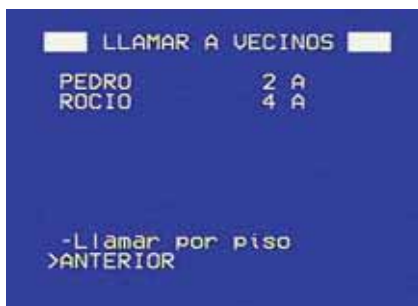 LLAMAR A VECINOS
PEDRO 2 A
ROCIO 4 A
-Llamar por piso
>ANTERIOR